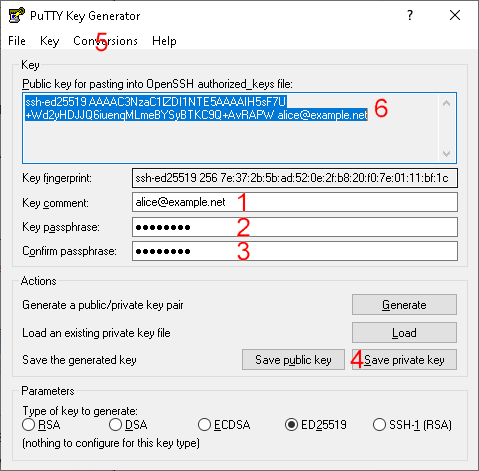 PuTTY Key Generator
File Key Conversions Help
5
Key
Public key for pasting into OpenSSH authorized_keys file:
ssh-ed25519 AAAAC3NzaC1lZDI1NTE5AAAAIH5sF7U
+Wd2yHDJJQ6iuenqMLmeBYSyBTKC9Q+AvRAPW alice@example.net
6
Key fingerprint: ssh-ed25519 256 7e:37:2b:5b:ad:52:0e:2f:b8:20:f0:7e:01:11:bf:1c
Key comment: alice@example.net 1
Key passphrase: ●●●●●●●● 2
Confirm passphrase: ●●●●●●●● 3
Actions
Generate a public/private key pair Generate
Load an existing private key file Load
Save the generated key Save public key 4 Save private key
Parameters
Type of key to generate:
RSA DSA ECDSA ED25519 SSH-1 (RSA)
(nothing to configure for this key type)